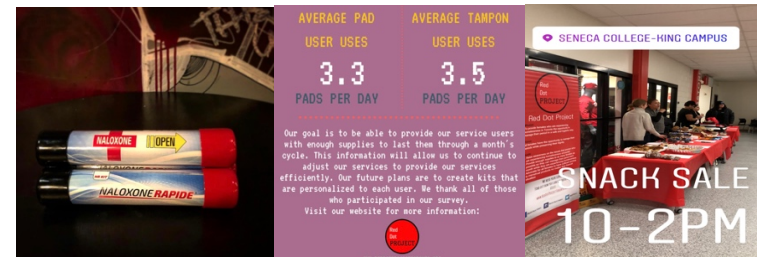 NALOXONE
OPEN
NALOXONE RAPIDE
AVERAGE PAD
USER USES
3.3
PADS PER DAY
AVERAGE TAMPON
USER USES
3.5
PADS PER DAY
Our goal is to be able to provide our service users
with enough supplies to last them through a month's
cycle. This information will allow us to continue to
adjust our services to provide our services
efficiently. Our future plans are to create kits that
are personalized to each user. We thank all of those
who participated in our survey.
Visit our website for more information:
Red
Dot
PROJECT
SENECA COLLEGE-KING CAMPUS
Red
Dot
PROJECT
Red Dot Project
SNACK SALE
10-2PM